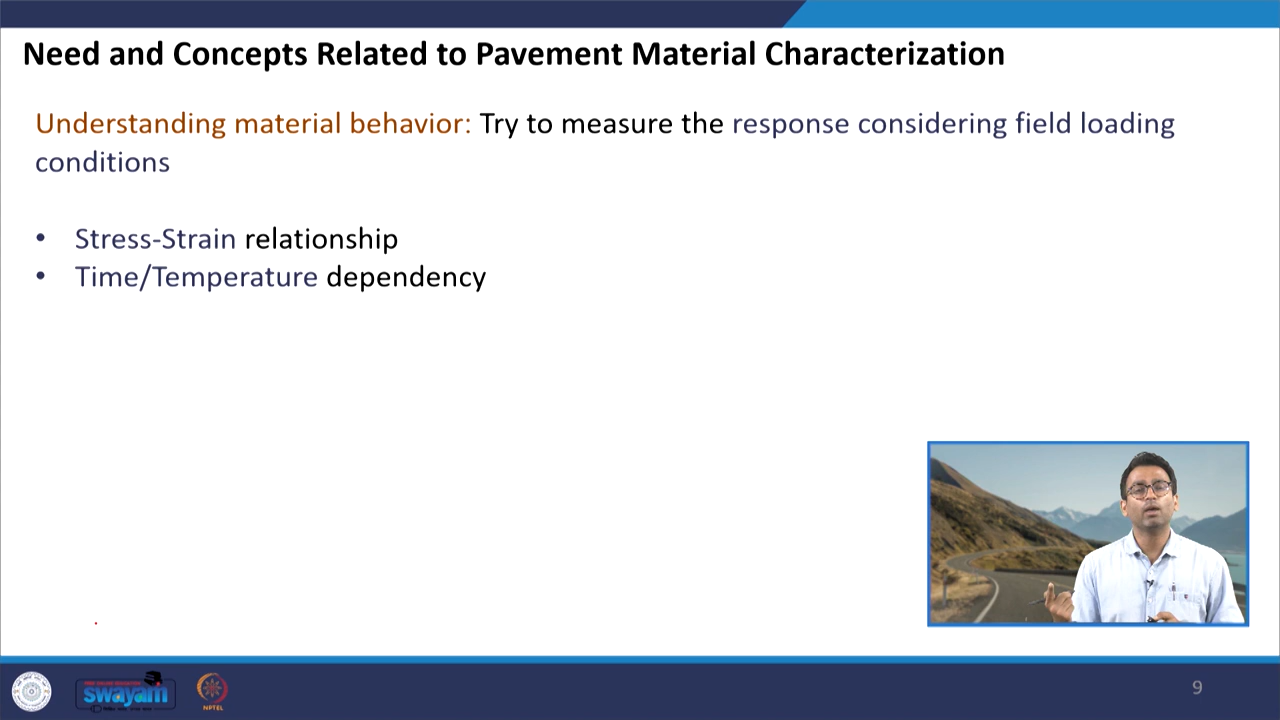 Need and Concepts Related to Pavement Material Characterization
Understanding material behavior: Try to measure the response considering field loading
conditions
• Stress-Strain relationship
• Time/Temperature dependency
swayam
NPTEL
9